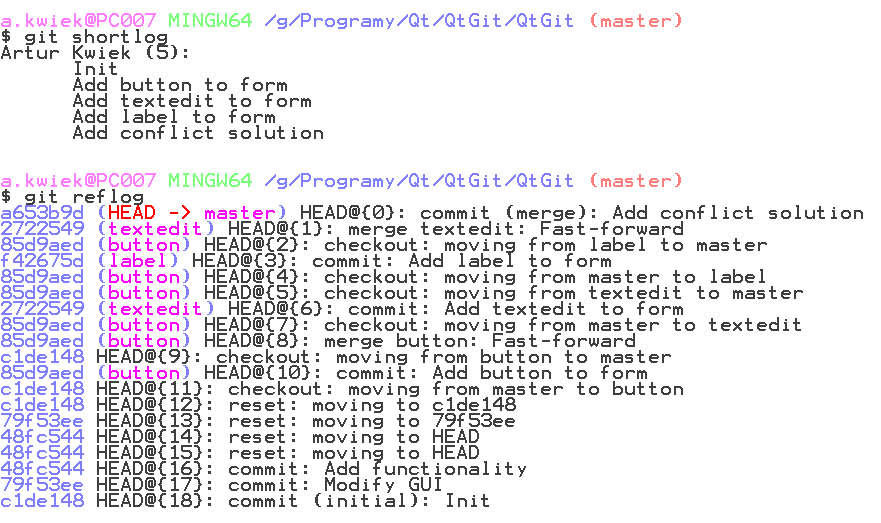 a.kwiek@PC007 MINGW64 /g/Programy/Qt/QtGit/QtGit (master)
$ git shortlog
Artur Kwiek (5):
      Init
      Add button to form
      Add textedit to form
      Add label to form
      Add conflict solution
a.kwiek@PC007 MINGW64 /g/Programy/Qt/QtGit/QtGit (master)
$ git reflog
a653b9d (HEAD -> master) HEAD@{0}: commit (merge): Add conflict solution
2722549 (textedit) HEAD@{1}: merge textedit: Fast-forward
85d9aed (button) HEAD@{2}: checkout: moving from label to master
f42675d (label) HEAD@{3}: commit: Add label to form
85d9aed (button) HEAD@{4}: checkout: moving from master to label
85d9aed (button) HEAD@{5}: checkout: moving from textedit to master
2722549 (textedit) HEAD@{6}: commit: Add textedit to form
85d9aed (button) HEAD@{7}: checkout: moving from master to textedit
85d9aed (button) HEAD@{8}: merge button: Fast-forward
c1de148 HEAD@{9}: checkout: moving from button to master
85d9aed (button) HEAD@{10}: commit: Add button to form
c1de148 HEAD@{11}: checkout: moving from master to button
c1de148 HEAD@{12}: reset: moving to c1de148
79f53ee HEAD@{13}: reset: moving to 79f53ee
48fc544 HEAD@{14}: reset: moving to HEAD
48fc544 HEAD@{15}: reset: moving to HEAD
48fc544 HEAD@{16}: commit: Add functionality
79f53ee HEAD@{17}: commit: Modify GUI
c1de148 HEAD@{18}: commit (initial): Init